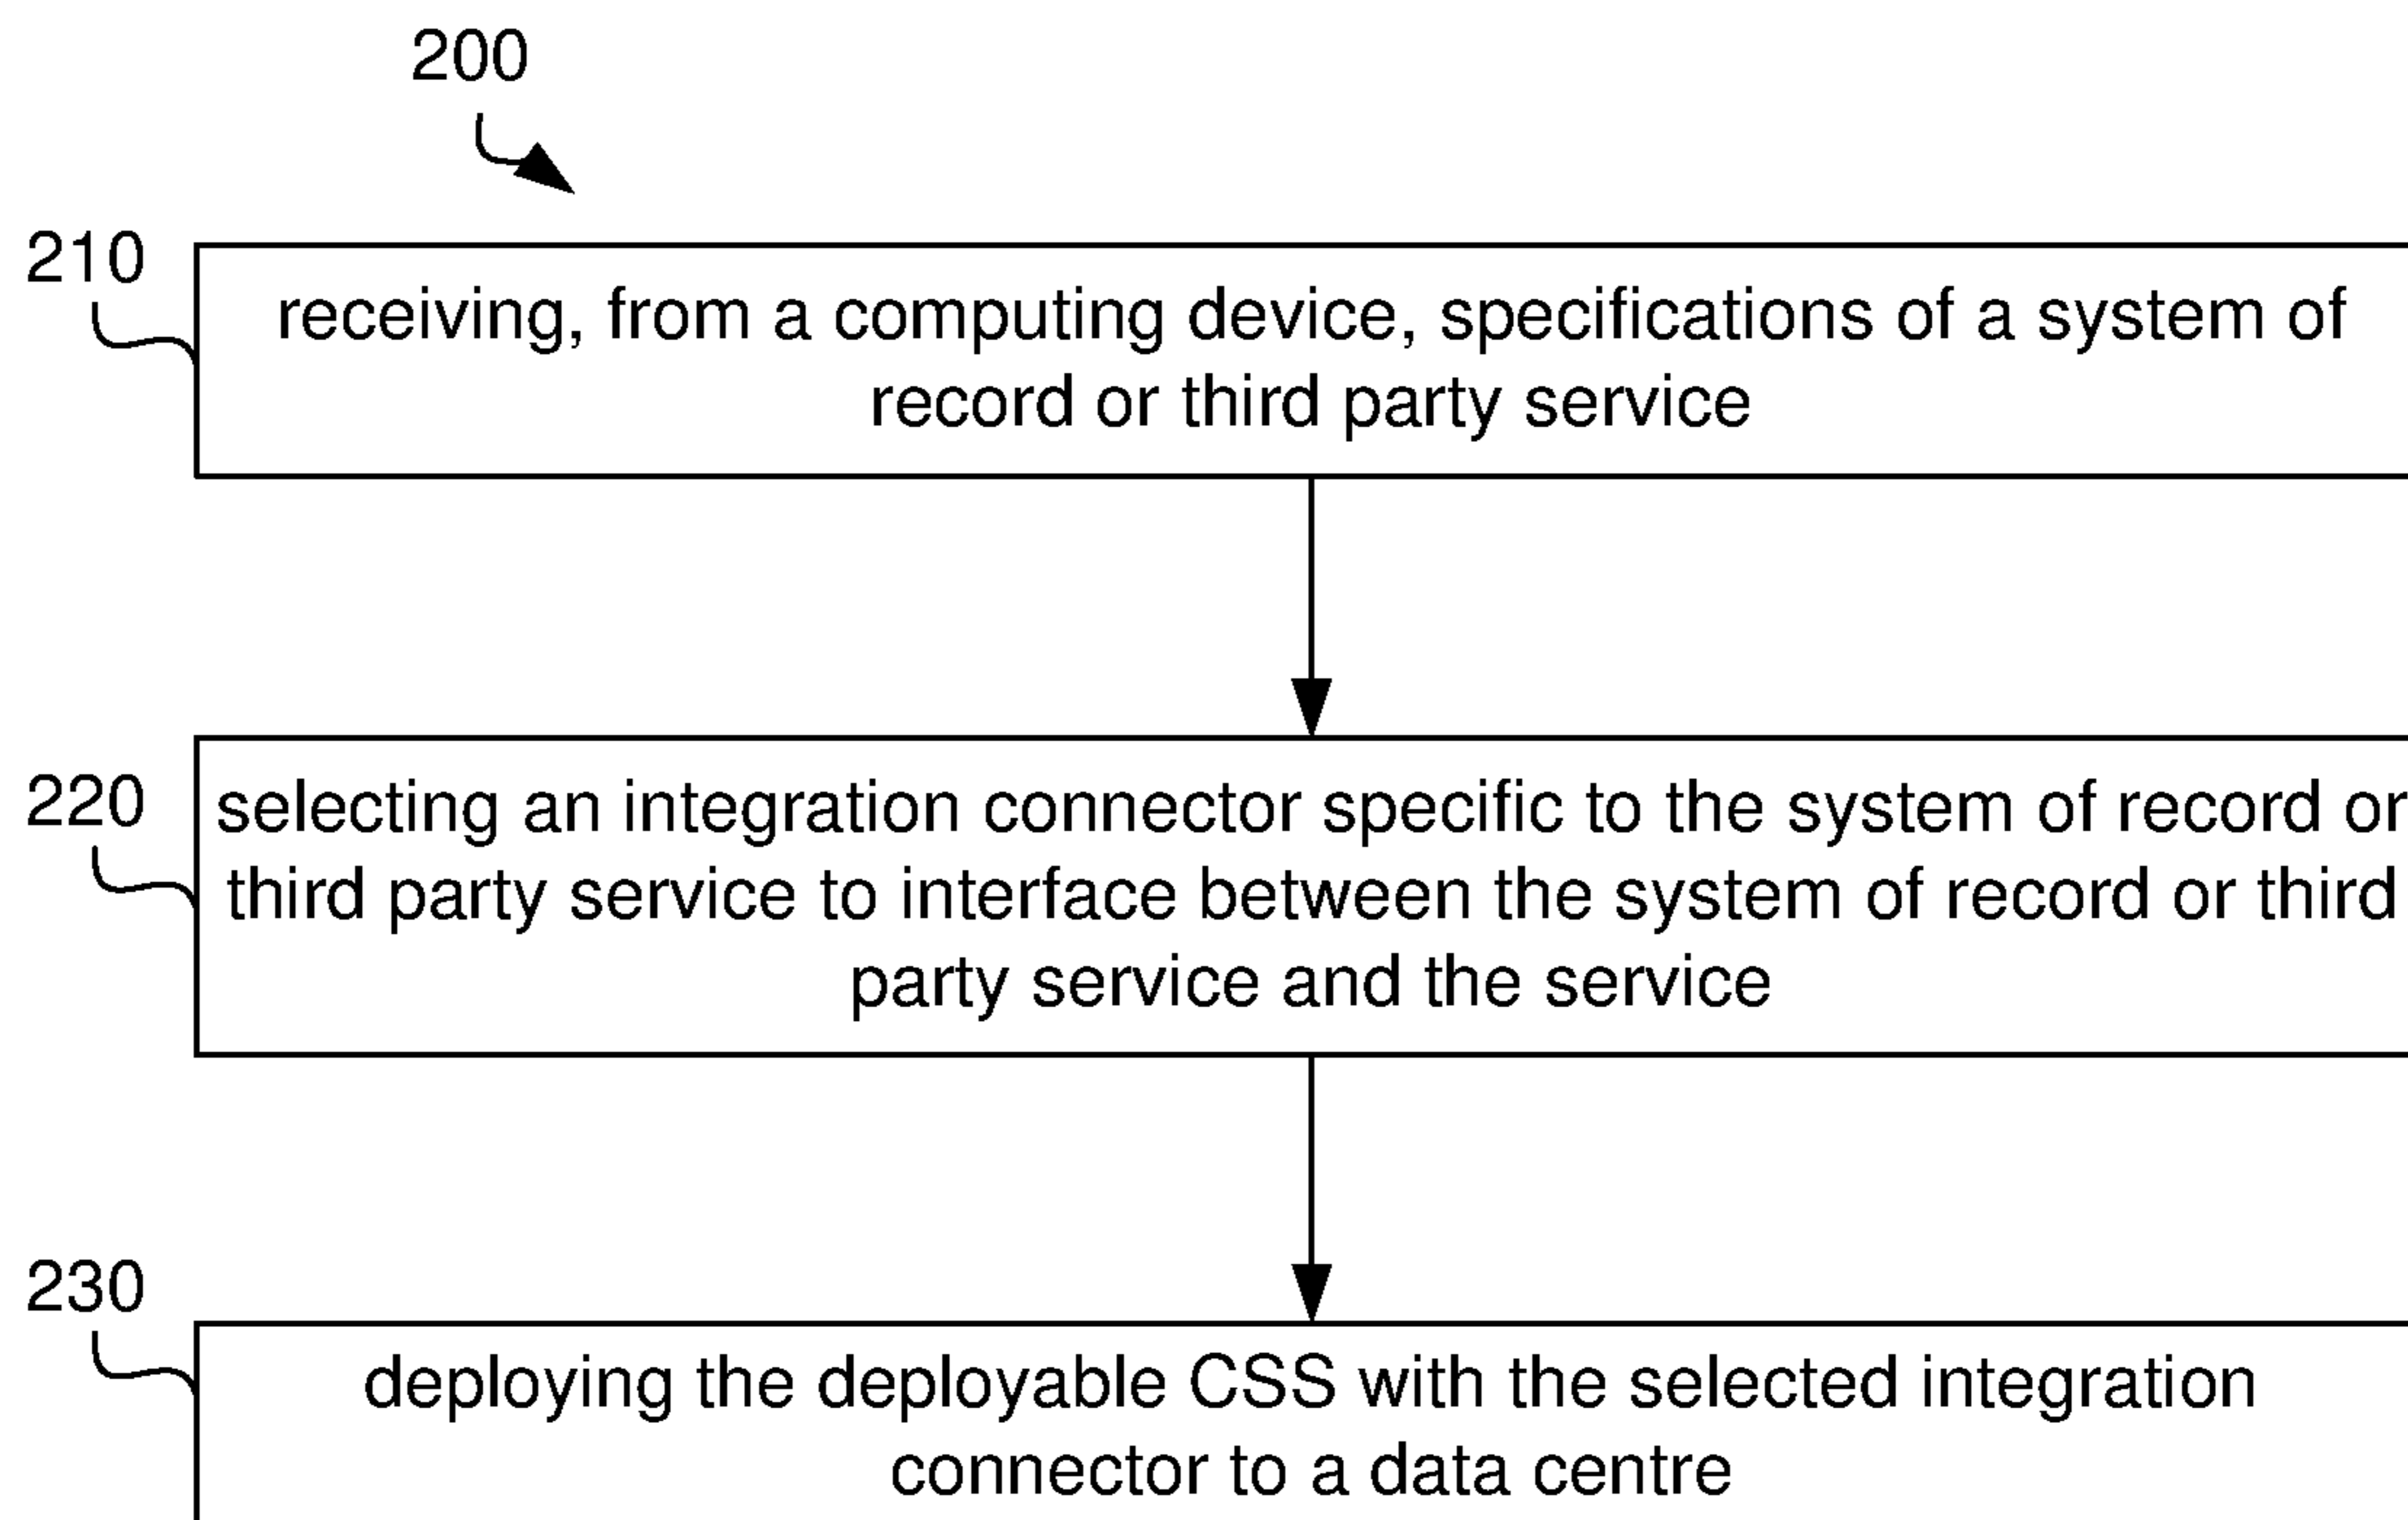 200
210
receiving, from a computing device, specifications of a system of
record or third party service
220
selecting an integration connector specific to the system of record or
third party service to interface between the system of record or third
party service and the service
230
deploying the deployable CSS with the selected integration
connector to a data centre